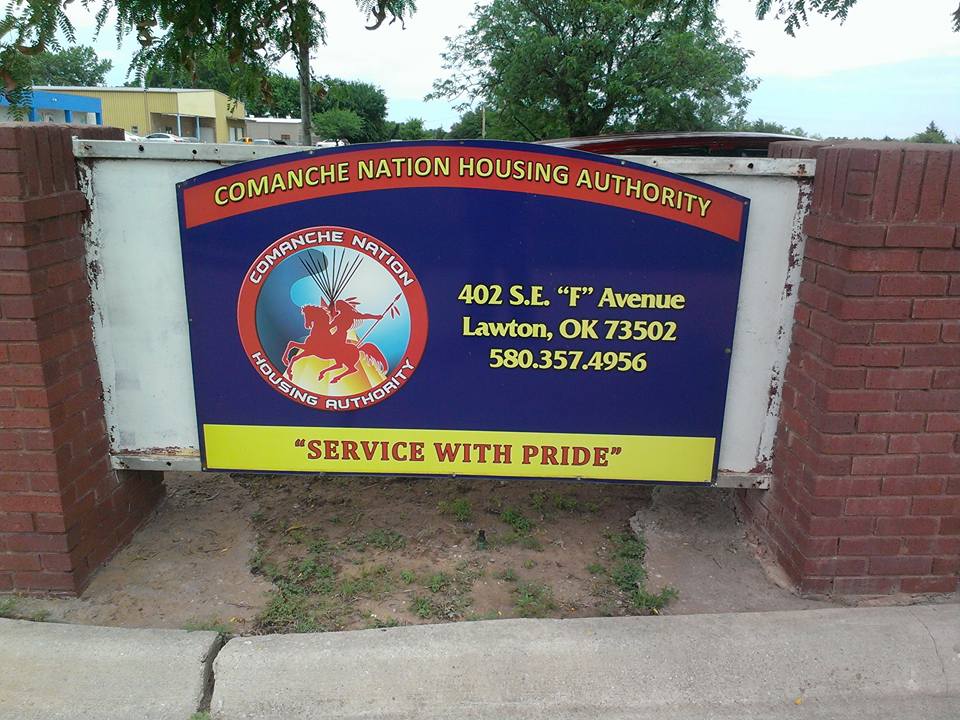 COMANCHE NATION HOUSING AUTHORITY
COMANCHE NATION
HOUSING AUTHORITY
402 S.E. “F” Avenue
Lawton, OK 73502
580.357.4956
“SERVICE WITH PRIDE”